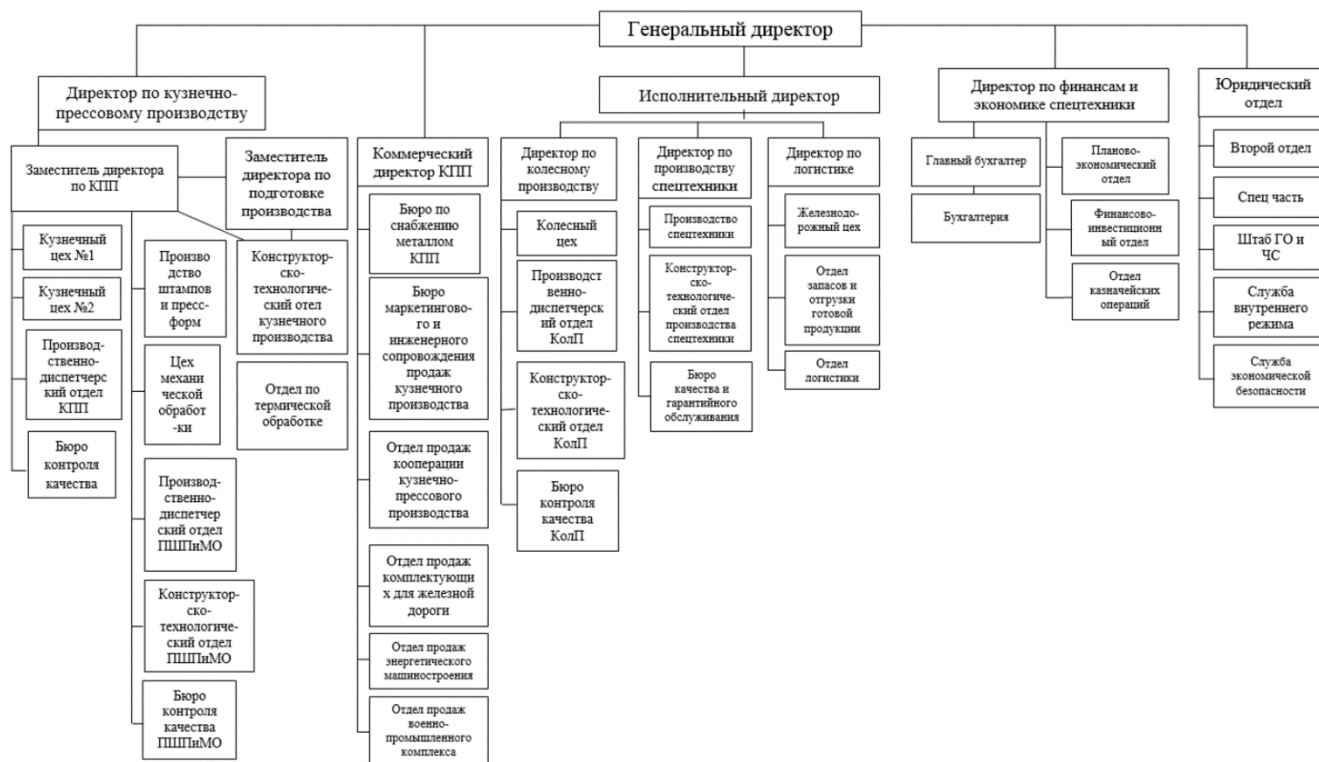 Генеральный директор
Директор по кузнечно-
прессовому производству
Исполнительный директор
Директор по финансам и
экономике спецтехники
Юридический
отдел
Заместитель директора
по КПП
Заместитель
директора по
подготовке
производства
Коммерческий
директор КПП
Директор по
колесному
производству
Директор по
производству
спецтехники
Директор по
логистике
Главный бухгалтер
Бухгалтерия
Планово-
экономический
отдел
Финансово-
инвестицион
ный отдел
Отдел
казначейских
операций
Второй отдел
Спец часть
Штаб ГО и
ЧС
Служба
внутреннего
режима
Служба
экономической
безопасности
Кузнечный
цех №1
Кузнечный
цех №2
Производ-
ственно-
диспетчер
ский отдел
КПП
Бюро
контроля
качества
Произво
дство
штампов
и пресс-
форм
Цех
механи
ческой
обработ
-ки
Производ-
ственно-
диспетчер
ский отдел
ПШПиМО
Конструктор-
ско-
технологиче-
ский отдел
ПШПиМО
Бюро
контроля
качества
ПШПиМО
Конструктор-
ско-
технологический
отел
кузнечного
производства
Отдел по
термической
обработке
Бюро по
снабжению
металлом
КПП
Бюро
маркетингово
го и
инженерного
сопровождения
продаж
кузнечного
производства
Отдел продаж
кооперации
кузнечно-
прессового
производства
Отдел продаж
комплектующи
х для железной
дороги
Отдел продаж
энергетического
машиностроения
Отдел продаж
военно-
промышленного
комплекса
Колесный
цех
Производств
енно-
диспетчер
ский отдел
КолП
Конструктор-
ско-
технологиче-
ский отдел
КолП
Бюро
контроля
качества
КолП
Производство
спецтехники
Конструктор-
ско-
технологическ
ий отдел
производства
спецтехники
Бюро
качества и
гарантийного
обслуживания
Железнодо-
рожный цех
Отдел
запасов и
отгрузки
готовой
продукции
Отдел
логистики